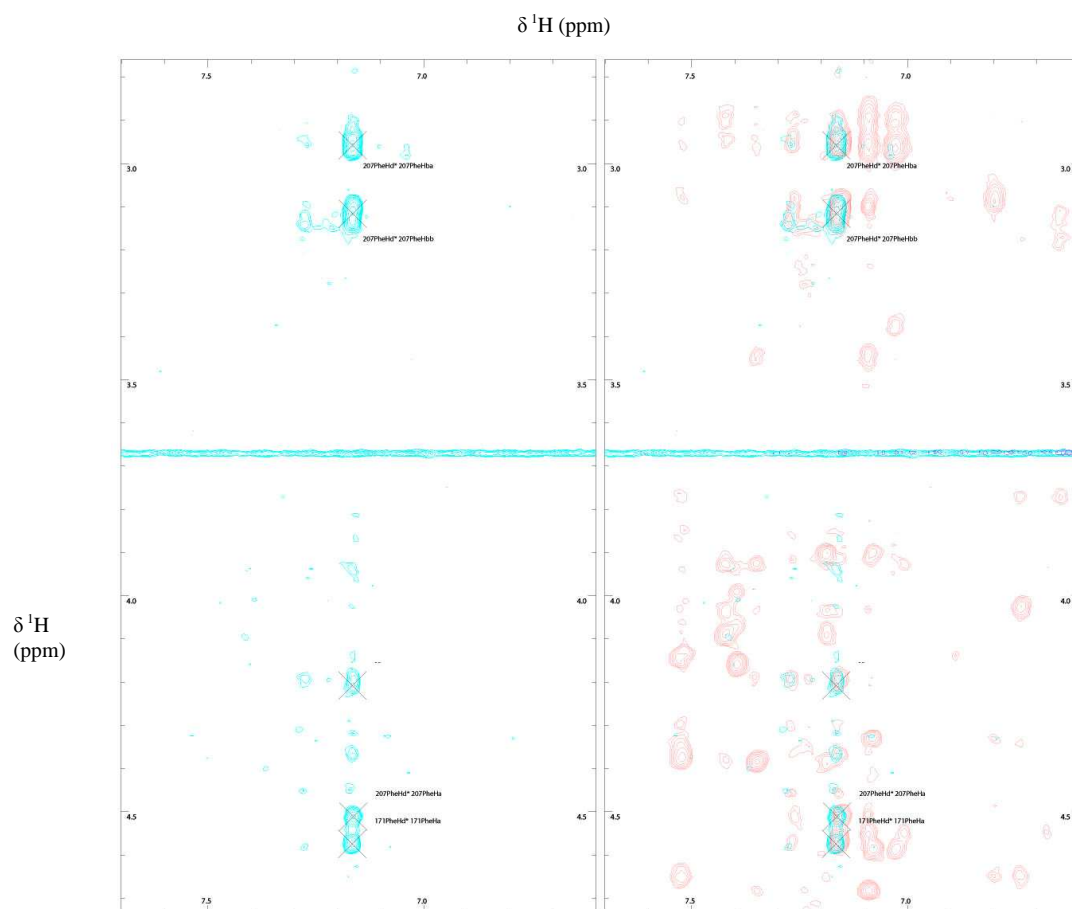 δ ¹H (ppm)
7.5 7.0
7.5 7.0
3.0 3.0
3.0 3.0
207PheHd* 207PheHba
207PheHd* 207PheHba
207PheHd* 207PheHbb
207PheHd* 207PheHbb
3.5 3.5
3.5 3.5
4.0 4.0
4.0 4.0
δ ¹H
(ppm)
--
--
207PheHd* 207PheHa
207PheHd* 207PheHa
171PheHd* 171PheHa
171PheHd* 171PheHa
4.5 4.5
4.5 4.5
7.5 7.0
7.5 7.0